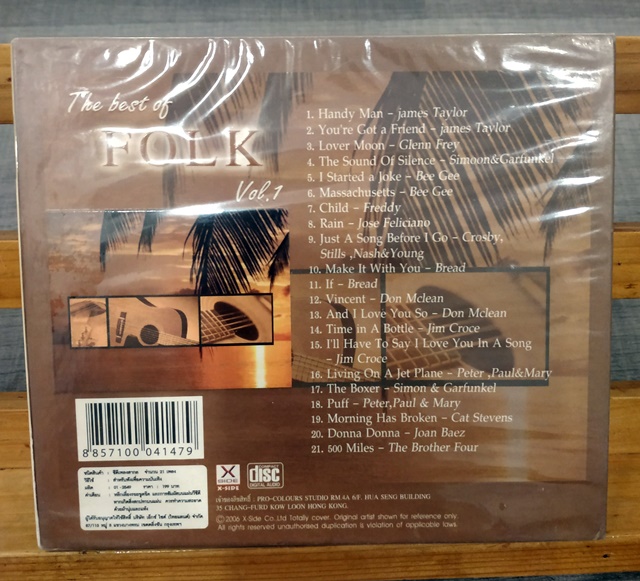 The best of
FOLK
Vol.1
1. Handy Man - james Taylor
2. You're Got a Friend - james Taylor
3. Lover Moon - Glenn Frey
4. The Sound Of Silence - Simoon&Garfunkel
5. I Started a Joke - Bee Gee
6. Massachusetts - Bee Gee
7. Child - Freddy
8. Rain - Jose Feliciano
9. Just A Song Before I Go - Crosby,
Stills ,Nash&Young
10. Make It With You - Bread
11. If - Bread
12. Vincent - Don Mclean
13. And I Love You So - Don Mclean
14. Time in A Bottle - Jim Croce
15. I'll Have To Say I Love You In A Song
- Jim Croce
16. Living On A Jet Plane - Peter ,Paul&Mary
17. The Boxer - Simon & Garfunkel
18. Puff - Peter,Paul & Mary
19. Morning Has Broken - Cat Stevens
20. Donna Donna - Joan Baez
21. 500 Miles - The Brother Four
8857100 041479
X SIDE
X-SIDE
COMPACT disc
DIGITAL AUDIO
: PRO-COLOURS STUDIO RM 4A 6/F. HUA SENG BUILDING
35 CHANG-FURD KOW LOON HONG KONG.
©2006 X-Side Co.,Ltd Totally cover. Original artist shown for reference only.
All rights reserved unauthorised duplication is violation of applicable laws.